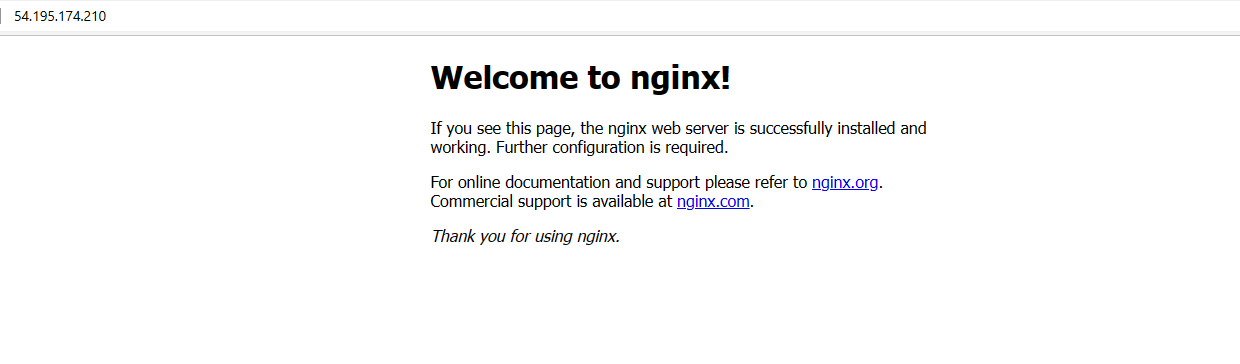 54.195.174.210
Welcome to nginx!
If you see this page, the nginx web server is successfully installed and
working. Further configuration is required.
For online documentation and support please refer to nginx.org.
Commercial support is available at nginx.com.
Thank you for using nginx.